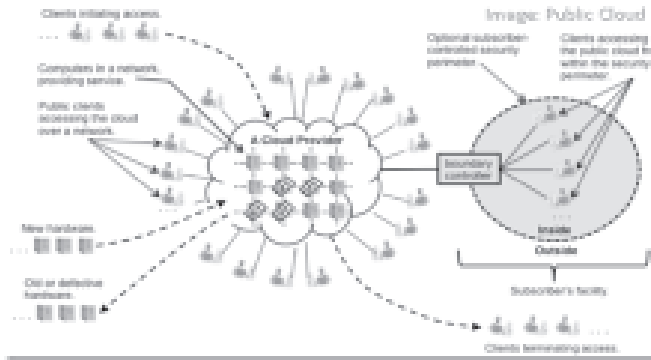 Image: Public Cloud
Clients initiating access.
Computers in a network,
providing service.
Public clients
accessing the cloud
over a network.
A Cloud Provider
New hardware.
Old or defective
hardware.
Optional subscriber-
controlled security
perimeter.
Clients accessing
the public cloud fr
within the security
perimeter.
boundary
controller
Inside
Outside
Subscriber's facility.
Clients terminating access.